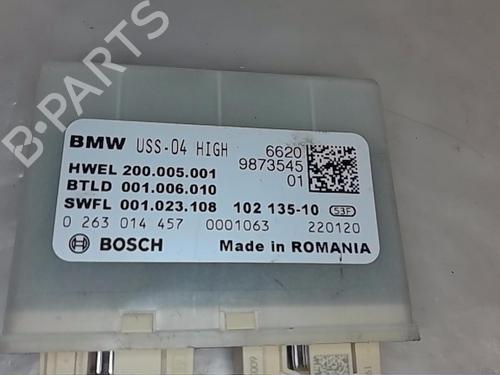 B-PARTS
BMW USS-04 HIGH 6620
9873545
HWEL 200.005.001 01
BTLD 001.006.010
SWFL 001.023.108 102 135-10 S3F
0 263 014 457 0001063 220120
BOSCH Made in ROMANIA